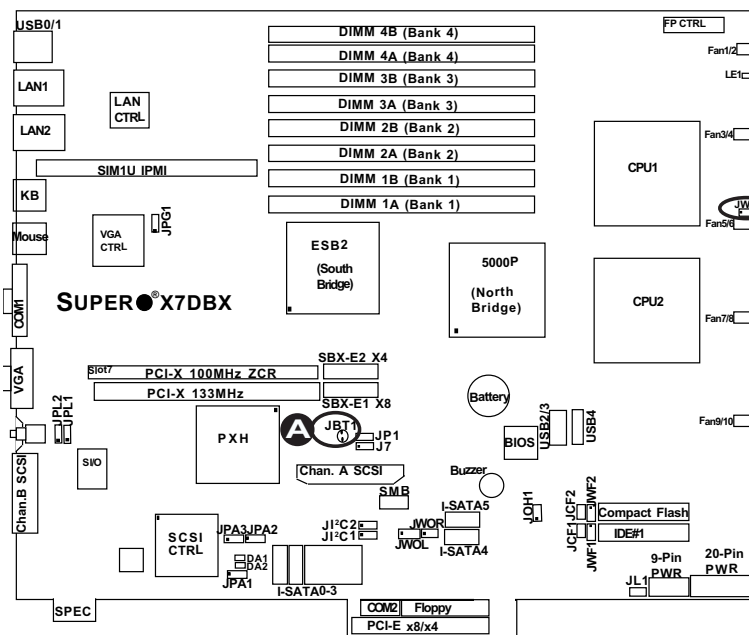 USB0/1
LAN1
LAN2
KB
Mouse
COM1
VGA
Chan.B SCSI
LAN
CTRL
DIMM 4B (Bank 4)
DIMM 4A (Bank 4)
DIMM 3B (Bank 3)
DIMM 3A (Bank 3)
DIMM 2B (Bank 2)
DIMM 2A (Bank 2)
DIMM 1B (Bank 1)
DIMM 1A (Bank 1)
SIM1U IPMI
VGA
CTRL
JPG1
ESB2
(South
Bridge)
5000P
(North
Bridge)
CPU1
CPU2
FP CTRL
Fan1/2
LE1
Fan3/4
JW
Fan5/6
Fan7/8
Fan9/10
SUPER®X7DBX
Slot7
PCI-X 100MHz ZCR
PCI-X 133MHz
SBX-E2 X4
SBX-E1 X8
JPL2
JPL1
PXH
A
JBT1
JP1
J7
Battery
BIOS
USB2/3
USB4
S/IO
Chan. A SCSI
SMB
Buzzer
SCSI
CTRL
JPA3
JPA2
DA1
DA2
JPA1
JI²C2
JI²C1
I-SATA0-3
JWOR
JWOL
I-SATA5
I-SATA4
JOH1
JCF2
JWF2
JCF1
JWF1
Compact Flash
IDE#1
9-Pin
PWR
20-Pin
PWR
JL1
SPEC
COM2
Floppy
PCI-E x8/x4